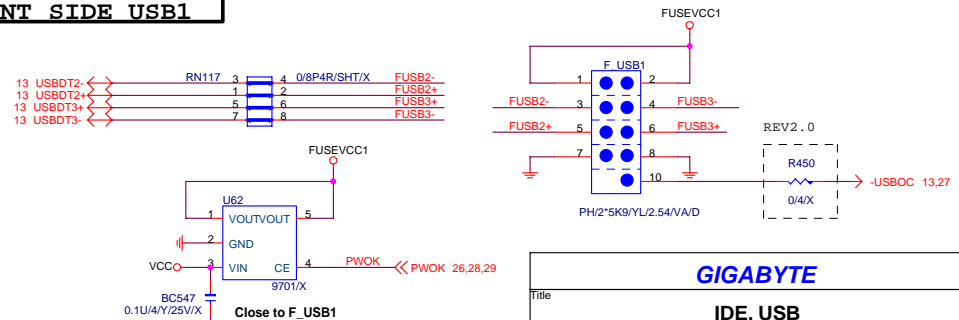 NT SIDE USB1
13 USBDT2-
13 USBDT2+
13 USBDT3+
13 USBDT3-
RN117
0/8P4R/SHT/X
3 4
1 2
5 6
7 8
FUSB2-
FUSB2+
FUSB3+
FUSB3-
FUSEVCC1
U62
1 VOUT VOUT 5
2 GND
3 VIN CE 4
VCC
PWOK
PWOK 26,28,29
9701/X
BC547
0.1U/4/Y/25V/X
Close to F_USB1
FUSEVCC1
F_USB1
1 2
FUSB2- 3 4 FUSB3-
FUSB2+ 5 6 FUSB3+
7 8
10
PH/2*5K9/YL/2.54/VA/D
REV2.0
R450
0/4/X
-USBOC 13,27
GIGABYTE
Title
IDE, USB